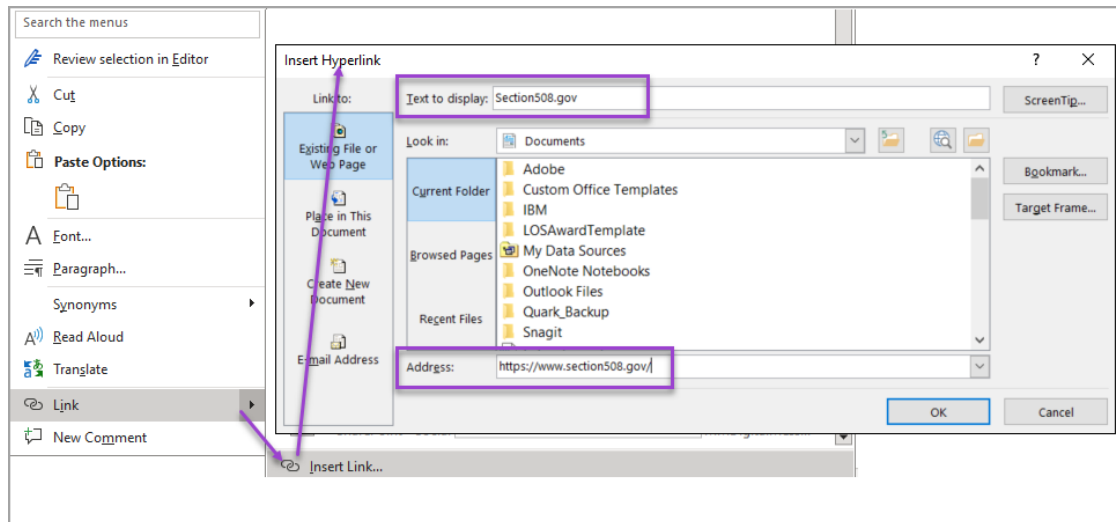 Search the menus
Review selection in Editor
Cut
Copy
Paste Options:
Font...
Paragraph...
Synonyms
Read Aloud
Translate
Link
New Comment
Insert Link...
Insert Hyperlink
? X
Link to:
Text to display: Section508.gov
ScreenTip...
Existing File or
Web Page
Place in This
Document
Create New
Document
E-mail Address
Look in: Documents
Current Folder
Browsed Pages
Recent Files
Adobe
Custom Office Templates
IBM
LOSAwardTemplate
My Data Sources
OneNote Notebooks
Outlook Files
Quark_Backup
Snagit
Bookmark...
Target Frame...
Address: https://www.section508.gov/
OK
Cancel